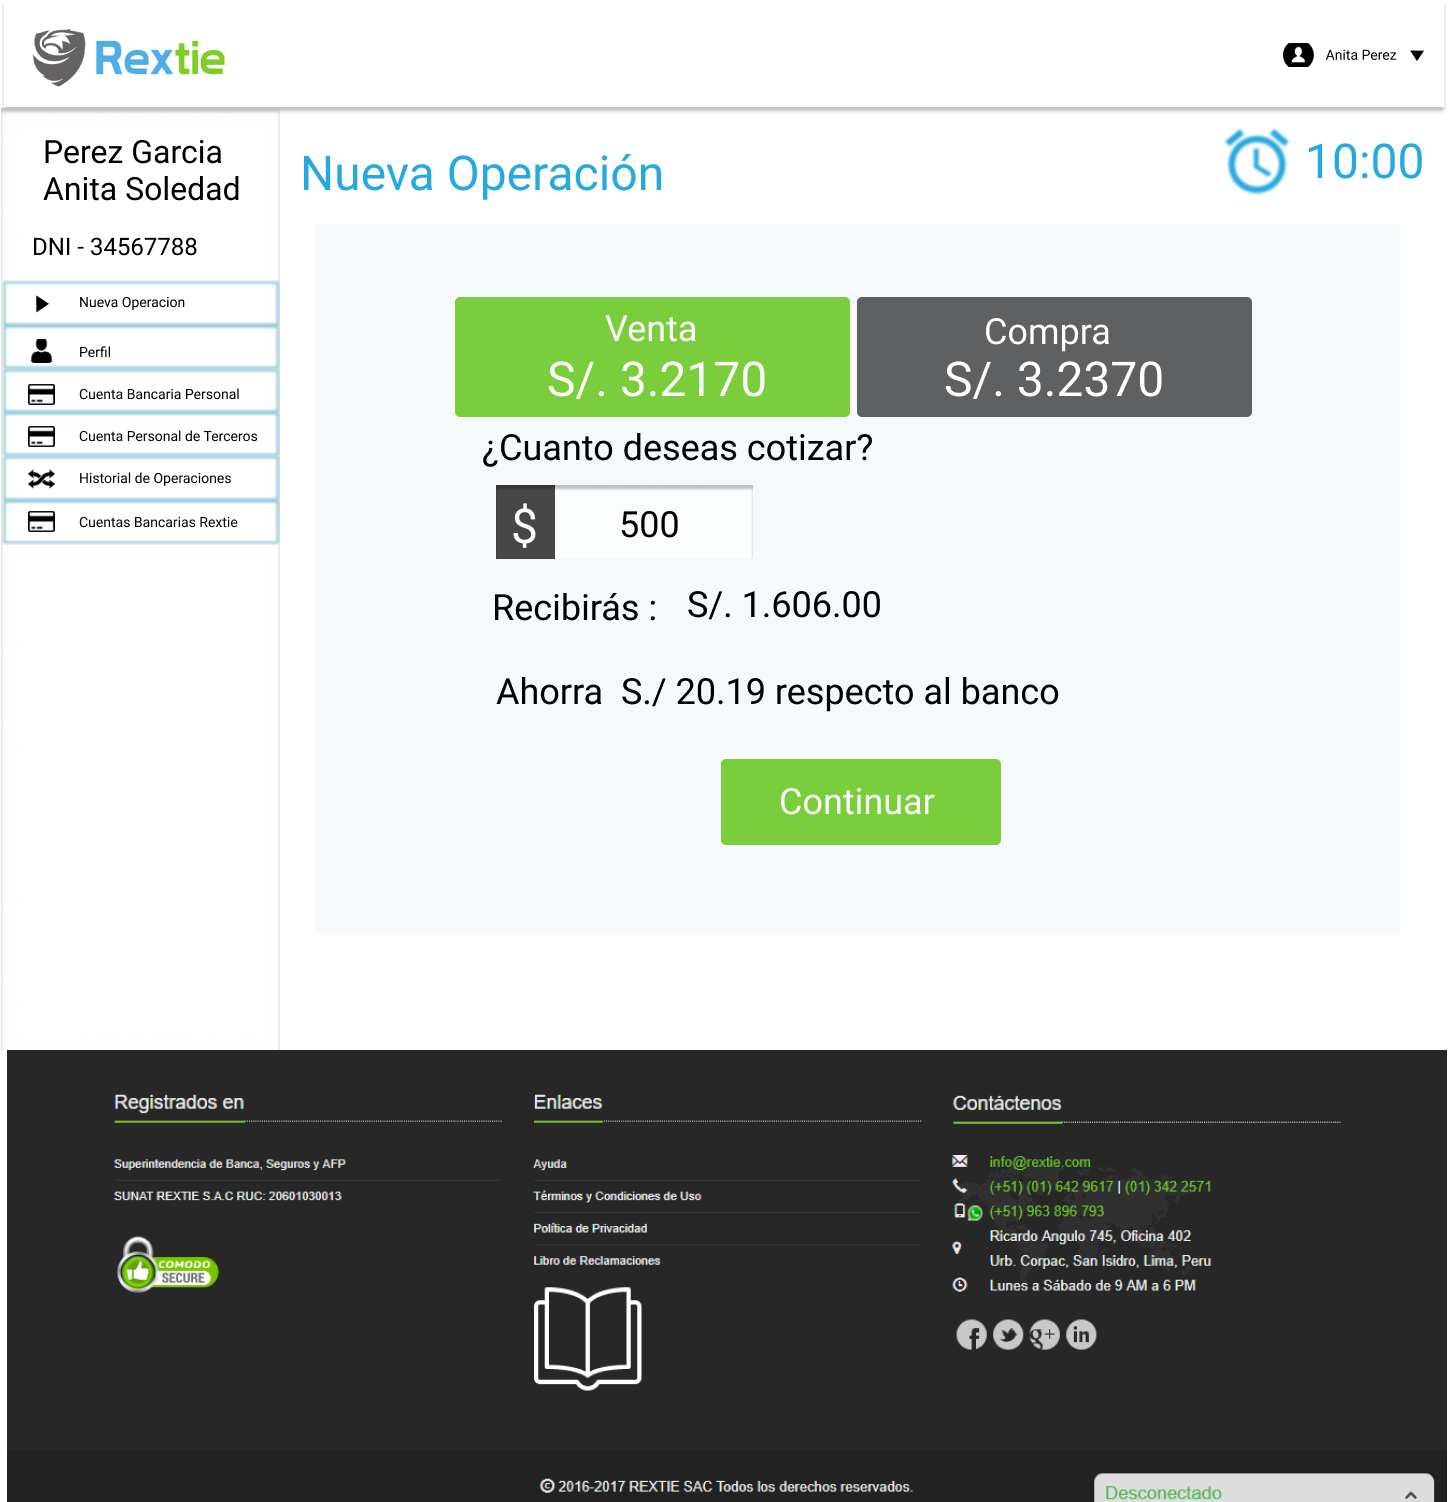 Rextie
Anita Perez
Perez Garcia
Anita Soledad
DNI - 34567788
Nueva Operacion
Perfil
Cuenta Bancaria Personal
Cuenta Personal de Terceros
Historial de Operaciones
Cuentas Bancarias Rextie
Nueva Operación
10:00
Venta
S/. 3.2170
Compra
S/. 3.2370
¿Cuanto deseas cotizar?
$ 500
Recibirás : S/. 1.606.00
Ahorra S./ 20.19 respecto al banco
Continuar
Registrados en
Superintendencia de Banca, Seguros y AFP
SUNAT REXTIE S.A.C RUC: 20601030013
COMODO
SECURE
Enlaces
Ayuda
Términos y Condiciones de Uso
Política de Privacidad
Libro de Reclamaciones
Contáctenos
info@rextie.com
(+51) (01) 642 9617 | (01) 342 2571
(+51) 963 896 793
Ricardo Angulo 745, Oficina 402
Urb. Corpac, San Isidro, Lima, Peru
Lunes a Sábado de 9 AM a 6 PM
f g+ in
© 2016-2017 REXTIE SAC Todos los derechos reservados.
Desconectado